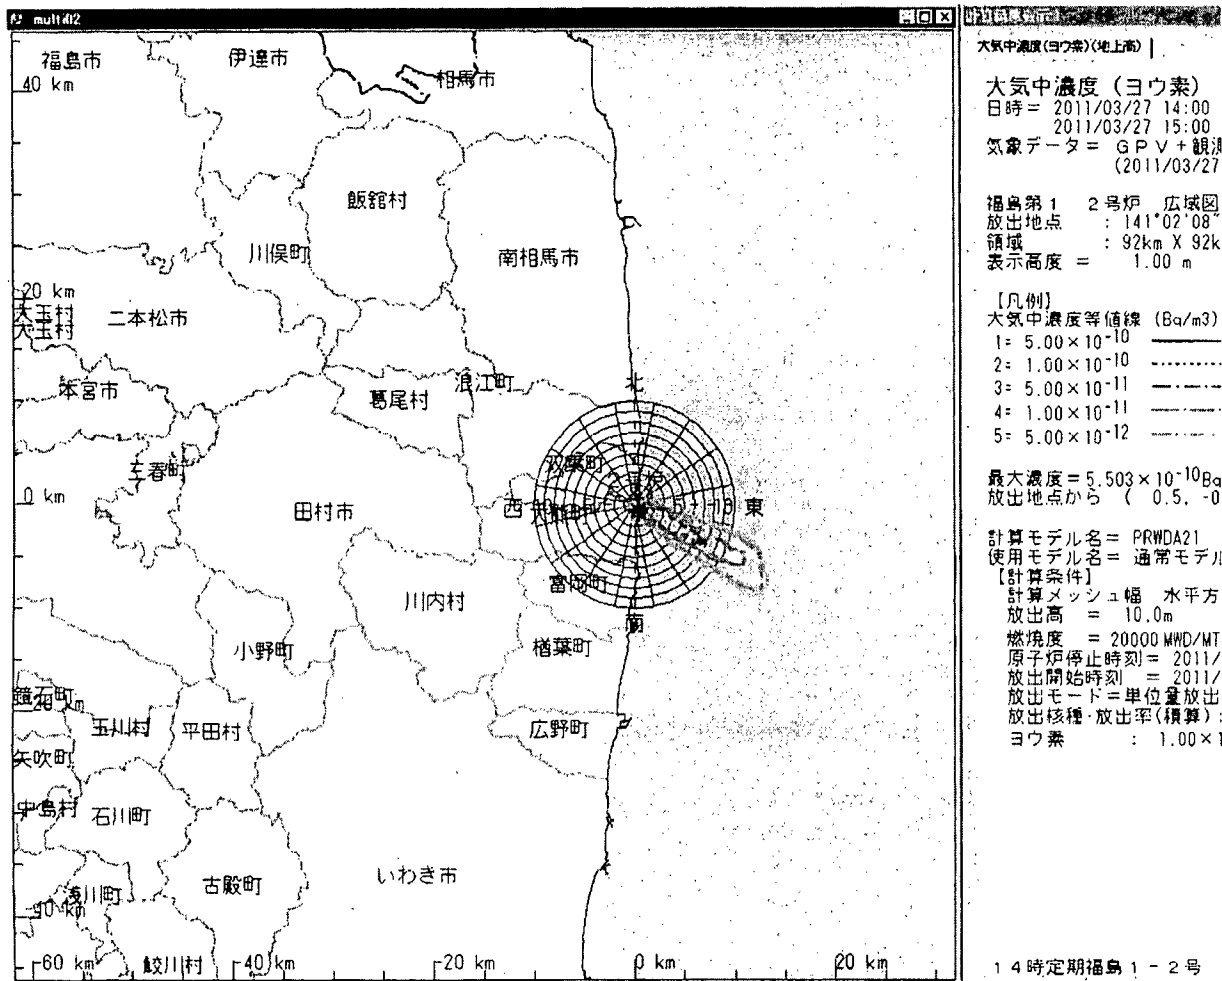 multi02
福島市
伊達市
相馬市
40 km
飯舘村
川俣町
南相馬市
20 km
大玉村
大玉村
二本松市
本宮市
浪江町
葛尾村
北
三春町
双葉町
0 km
田村市
西
東
富岡町
川内村
南
小野町
楢葉町
鏡石町
玉川村
平田村
広野町
矢吹町
中島村
石川町
いわき市
浅川町
古殿町
鮫川村
-60 km
-40 km
-20 km
0 km
20 km
大気中濃度(ヨウ素)(地上高)
大気中濃度(ヨウ素)
日時= 2011/03/27 14:00
2011/03/27 15:00
気象データ= GPV+観測
(2011/03/27
福島第1 2号炉 広域図
放出地点 : 141°02'08"
領域 : 92km X 92k
表示高度 = 1.00 m
【凡例】
大気中濃度等値線 (Bq/m3)
1= 5.00×10⁻¹⁰
2= 1.00×10⁻¹⁰
3= 5.00×10⁻¹¹
4= 1.00×10⁻¹¹
5= 5.00×10⁻¹²
最大濃度=5.503×10⁻¹⁰Bq
放出地点から ( 0.5, -0
計算モデル名= PRWDA21
使用モデル名= 通常モデル
【計算条件】
計算メッシュ幅 水平方
放出高 = 10.0m
燃焼度 = 20000MWD/MT
原子炉停止時刻= 2011/
放出開始時刻 = 2011/
放出モード=単位量放出
放出核種・放出率(積算):
ヨウ素 : 1.00×1
14時定期福島1-2号